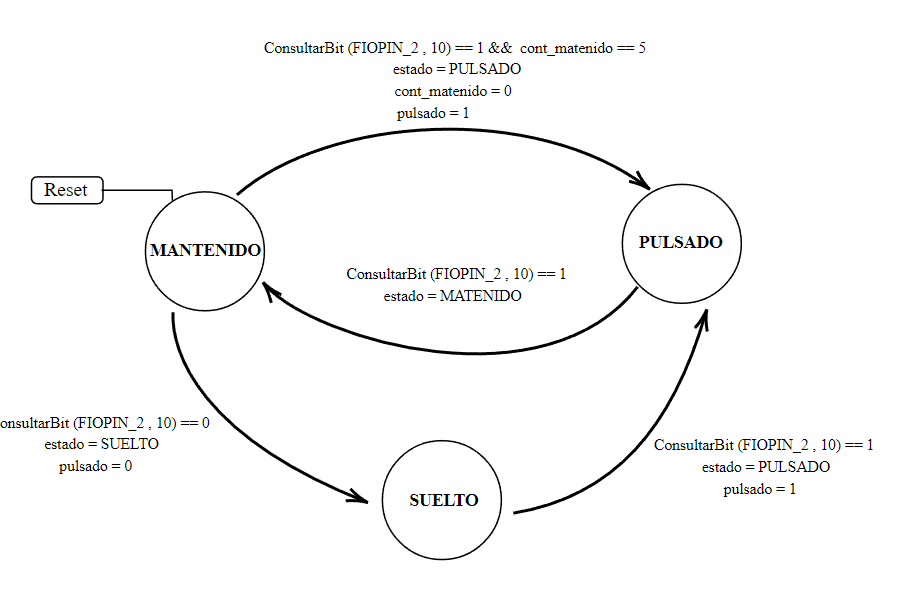 ConsultarBit (FIOPIN_2 , 10) == 1 && cont_matenido == 5
estado = PULSADO
cont_matenido = 0
pulsado = 1
Reset
MANTENIDO
PULSADO
ConsultarBit (FIOPIN_2 , 10) == 1
estado = MATENIDO
onsultarBit (FIOPIN_2 , 10) == 0
estado = SUELTO
pulsado = 0
ConsultarBit (FIOPIN_2 , 10) == 1
estado = PULSADO
pulsado = 1
SUELTO